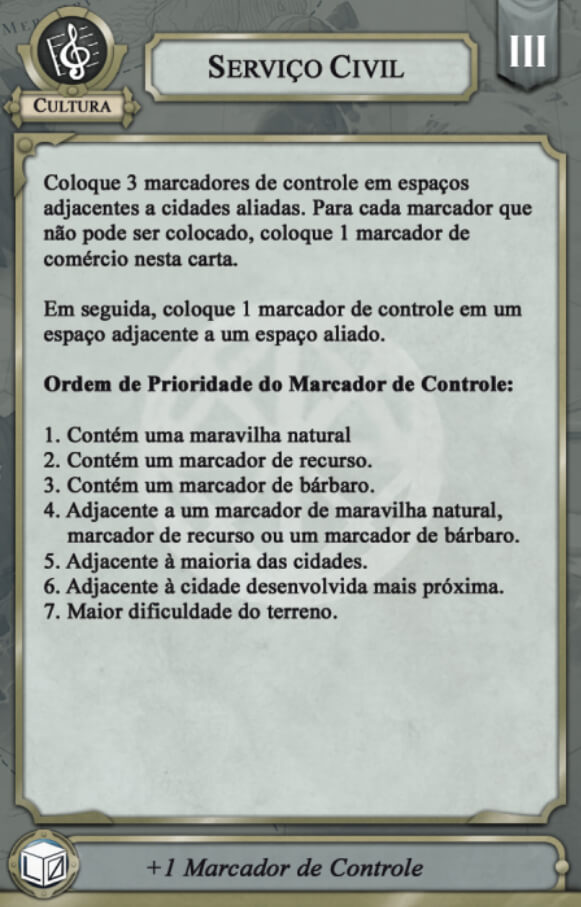 III
SERVIÇO CIVIL
CULTURA
Coloque 3 marcadores de controle em espaços
adjacentes a cidades aliadas. Para cada marcador que
não pode ser colocado, coloque 1 marcador de
comércio nesta carta.
Em seguida, coloque 1 marcador de controle em um
espaço adjacente a um espaço aliado.
Ordem de Prioridade do Marcador de Controle:
1. Contém uma maravilha natural
2. Contém um marcador de recurso.
3. Contém um marcador de bárbaro.
4. Adjacente a um marcador de maravilha natural,
marcador de recurso ou um marcador de bárbaro.
5. Adjacente à maioria das cidades.
6. Adjacente à cidade desenvolvida mais próxima.
7. Maior dificuldade do terreno.
+1 Marcador de Controle